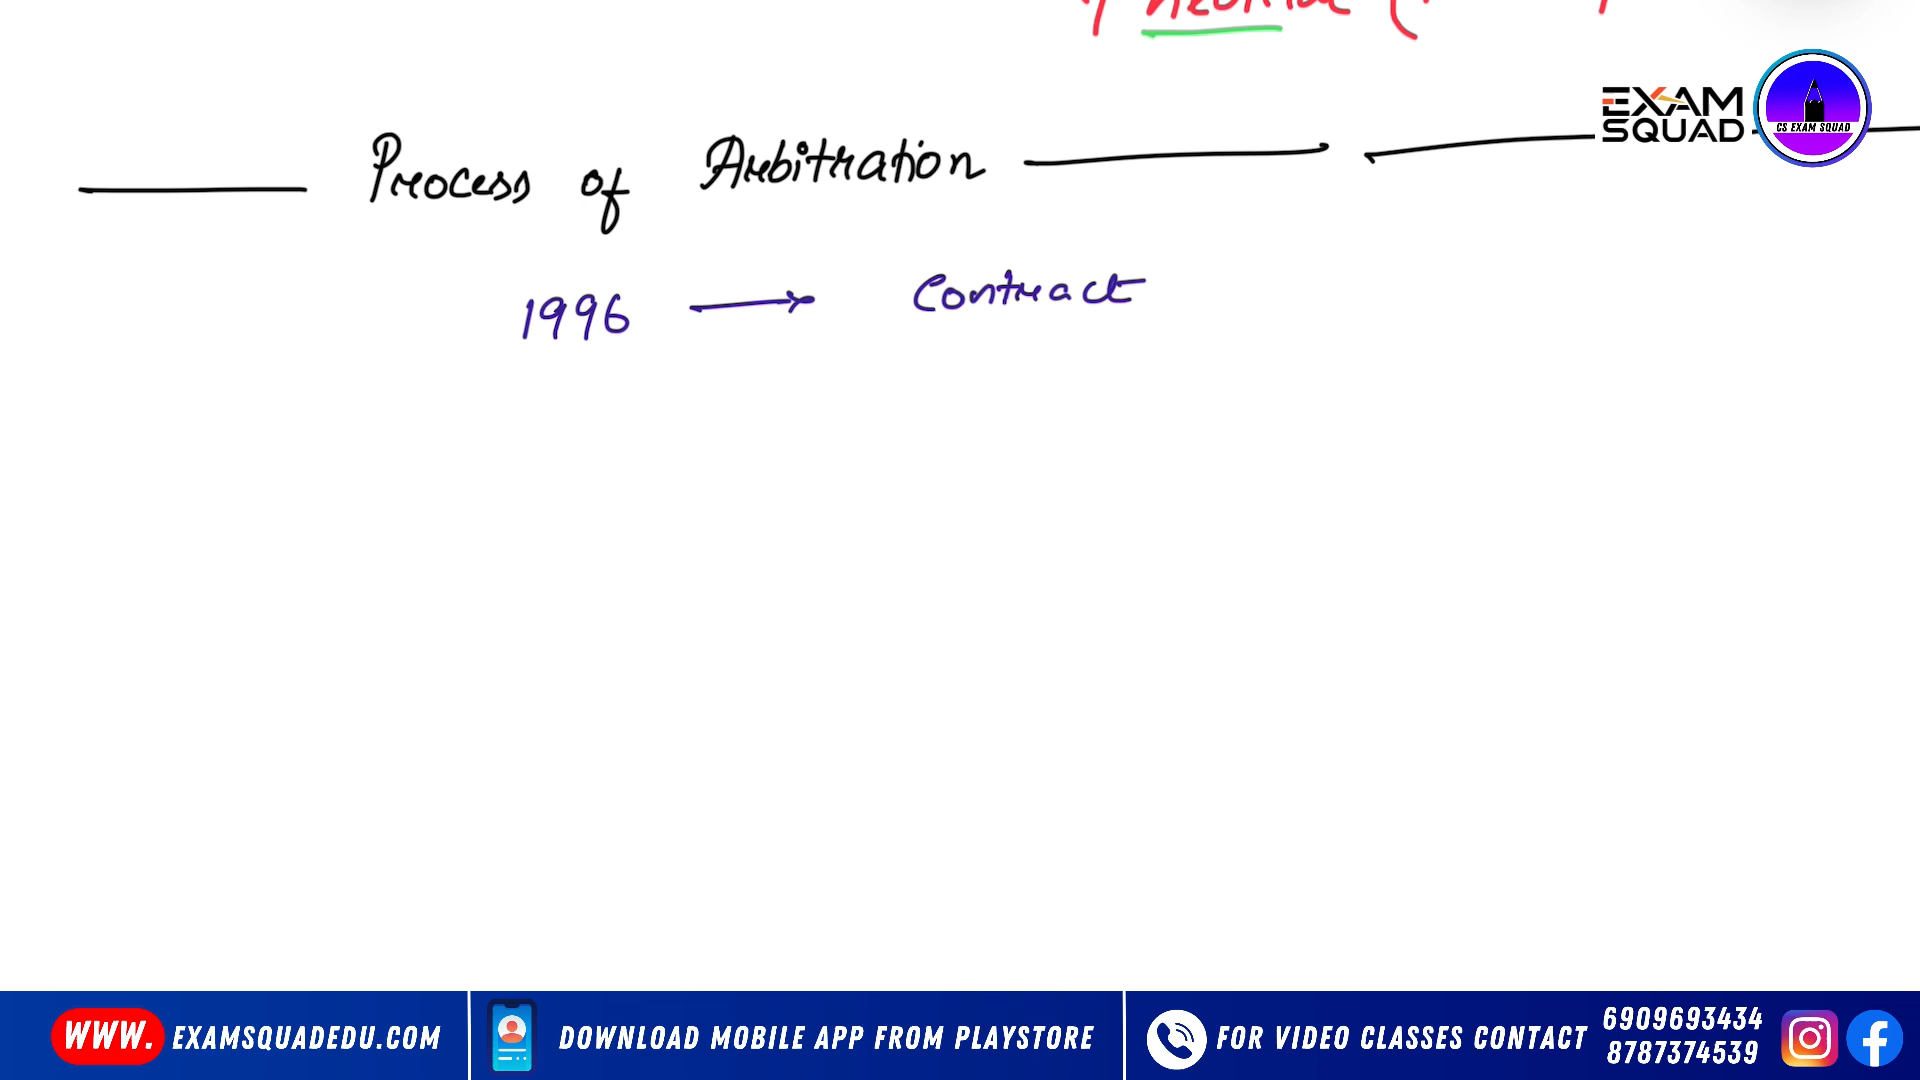 EXAM
SQUAD
CS EXAM SQUAD
Process of Arbitration
1996 → Contract
WWW. EXAMSQUADEDU.COM
DOWNLOAD MOBILE APP FROM PLAYSTORE
FOR VIDEO CLASSES CONTACT
6909693434
8787374539